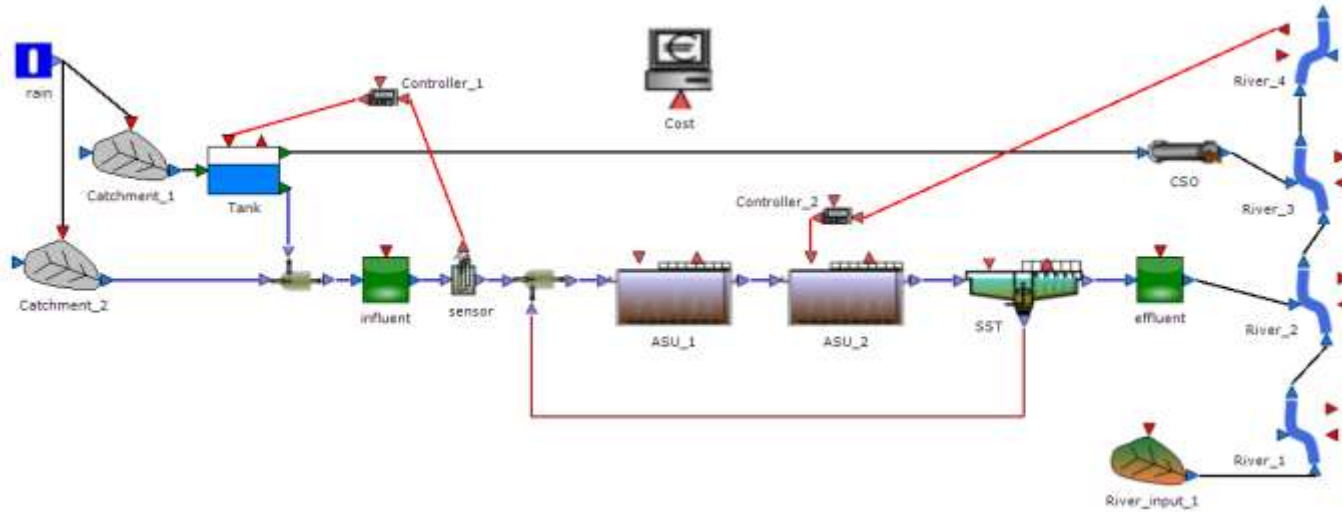 rain
Controller_1
Cost
River_4
Catchment_1
Tank
CSO
Controller_2
River_3
Catchment_2
influent
sensor
ASU_1
ASU_2
SST
effluent
River_2
River_1
River_input_1